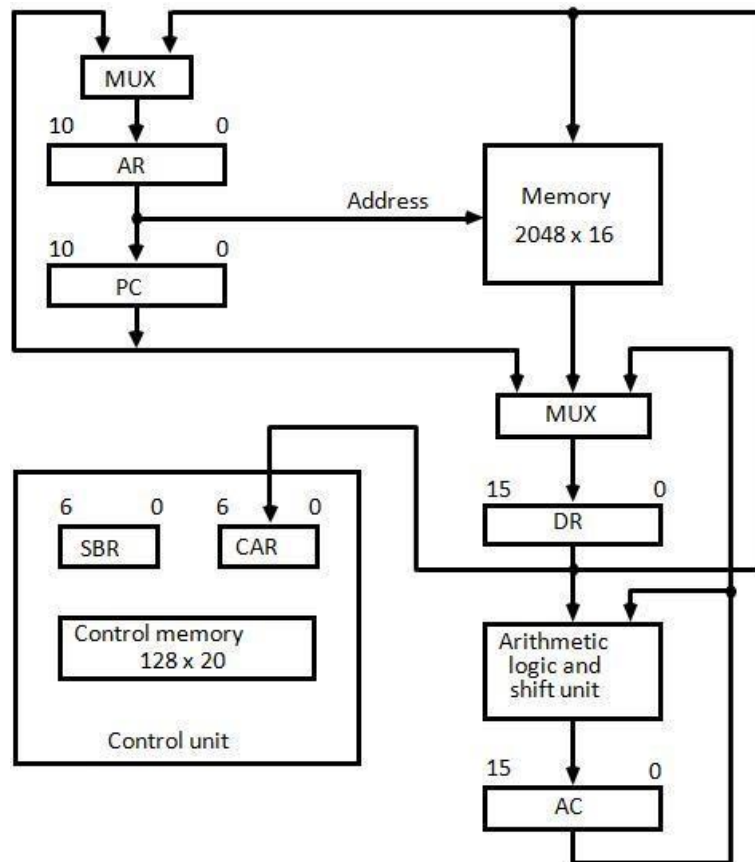 MUX
10 0
AR
Address
Memory
2048 x 16
10 0
PC
MUX
15 0
DR
6 0 6 0
SBR CAR
Control memory
128 x 20
Control unit
Arithmetic
logic and
shift unit
15 0
AC